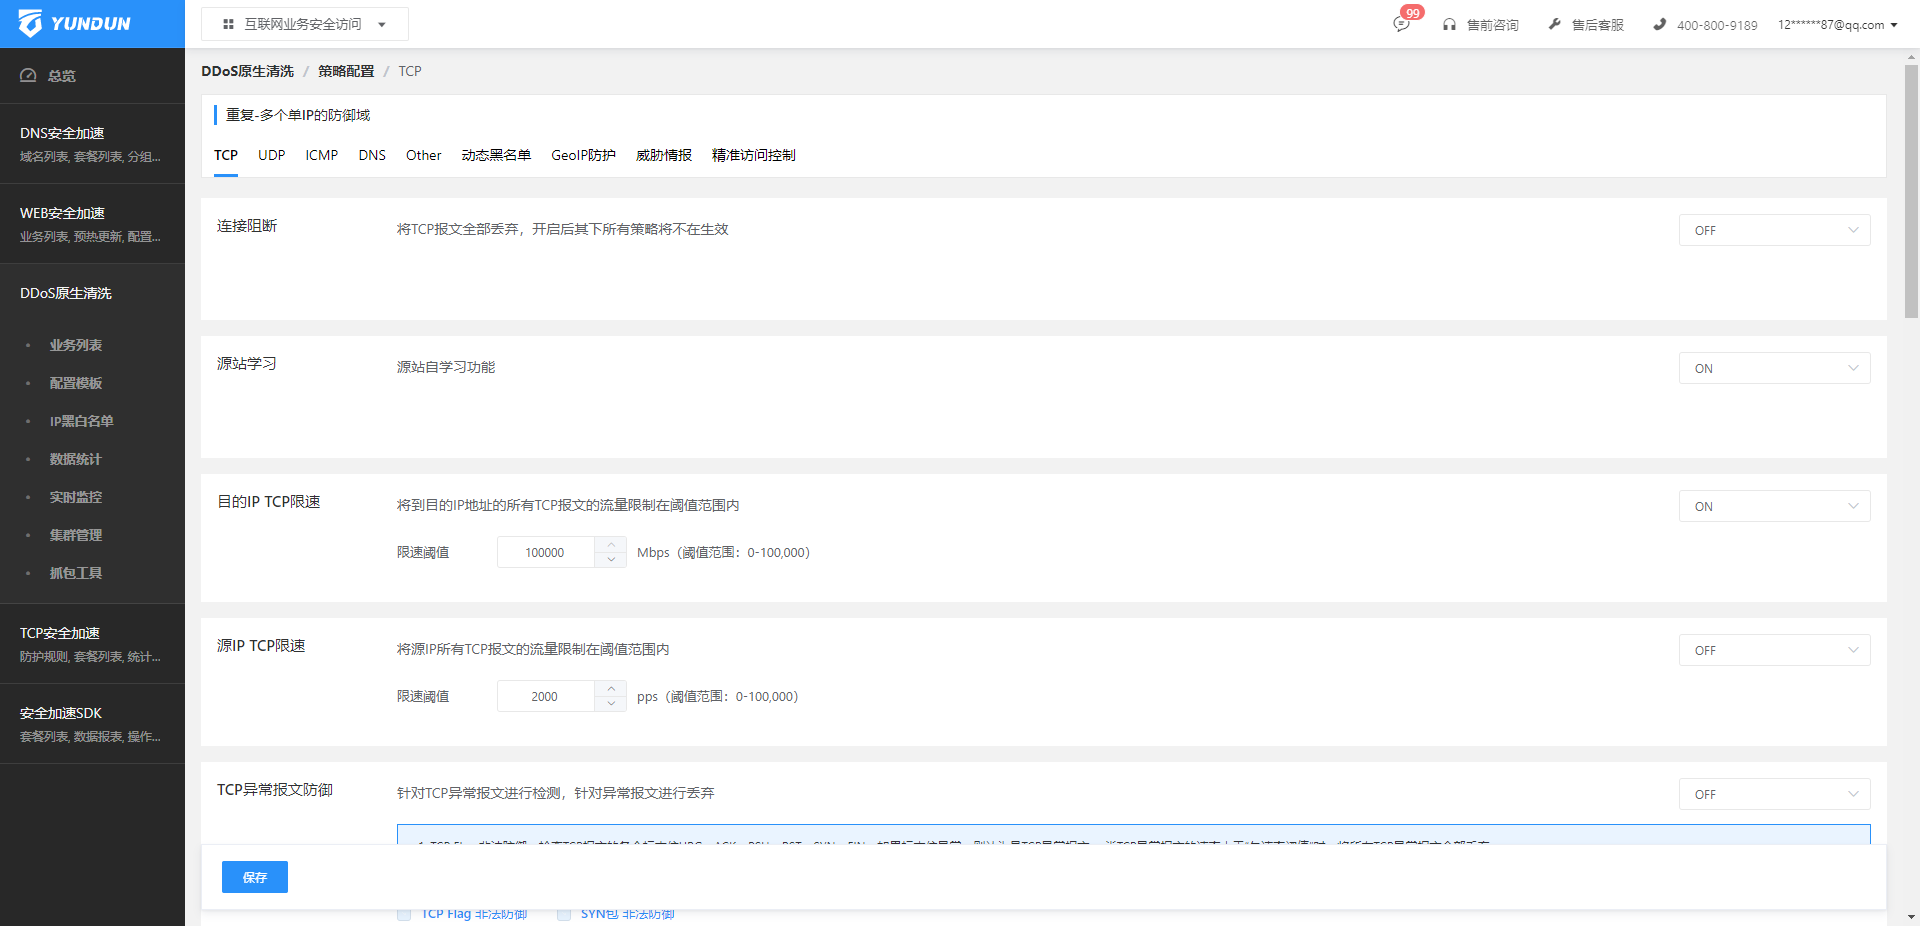 YUNDUN
互联网业务安全访问
99
售前咨询
售后客服
400-800-9189
12******87@qq.com
总览
DNS安全加速
域名列表, 套餐列表, 分组...
WEB安全加速
业务列表, 预热更新, 配置...
DDoS原生清洗
业务列表
配置模板
IP黑白名单
数据统计
实时监控
集群管理
抓包工具
TCP安全加速
防护规则, 套餐列表, 统计...
安全加速SDK
套餐列表, 数据报表, 操作...
DDoS原生清洗 / 策略配置 / TCP
重复-多个单IP的防御域
TCP UDP ICMP DNS Other 动态黑名单 GeoIP防护 威胁情报 精准访问控制
连接阻断
将TCP报文全部丢弃，开启后其下所有策略将不在生效
OFF
源站学习
源站自学习功能
ON
目的IP TCP限速
将到目的IP地址的所有TCP报文的流量限制在阈值范围内
ON
限速阈值 100000 Mbps（阈值范围：0-100,000）
源IP TCP限速
将源IP所有TCP报文的流量限制在阈值范围内
OFF
限速阈值 2000 pps（阈值范围：0-100,000）
TCP异常报文防御
针对TCP异常报文进行检测，针对异常报文进行丢弃
OFF
保存
TCP Flag 非法防御 SYN包 非法防御